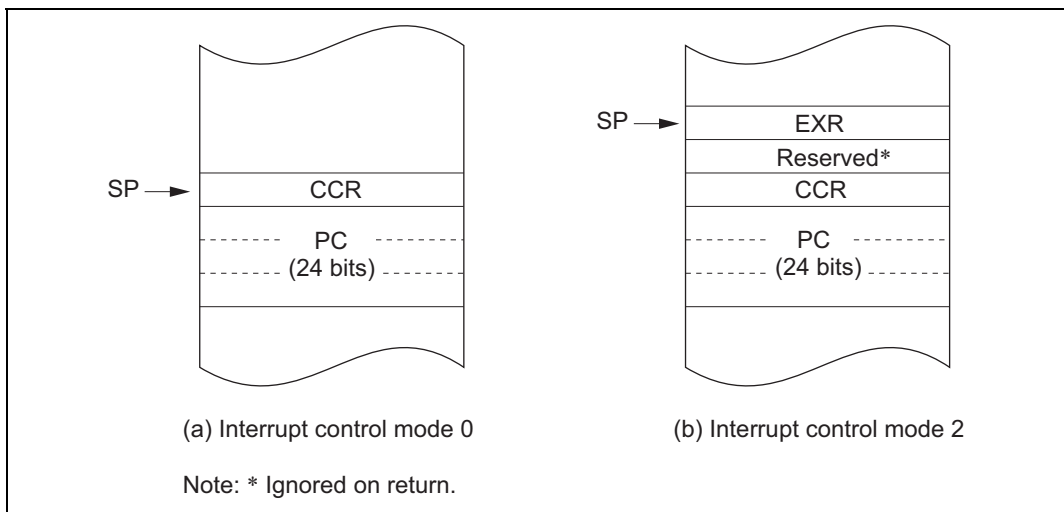 SP
CCR
PC
(24 bits)
(a) Interrupt control mode 0
SP
EXR
Reserved*
CCR
PC
(24 bits)
(b) Interrupt control mode 2
Note: * Ignored on return.